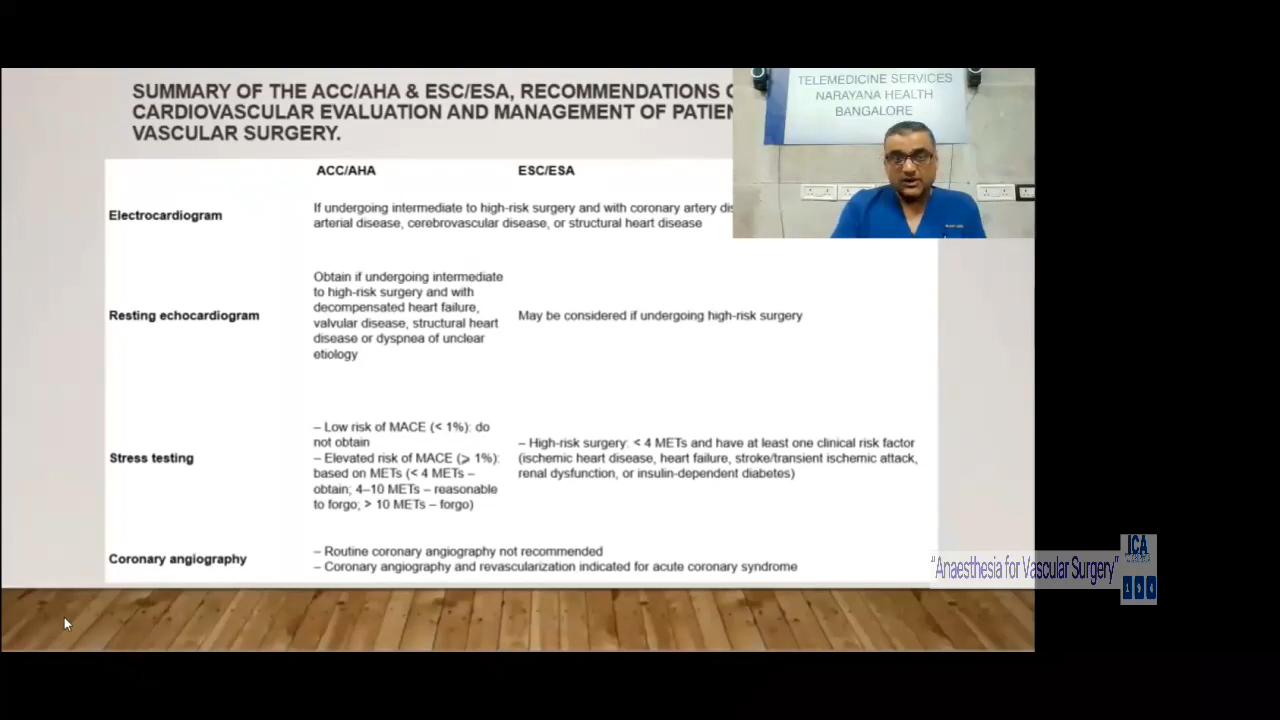 SUMMARY OF THE ACC/AHA & ESC/ESA, RECOMMENDATIONS
CARDIOVASCULAR EVALUATION AND MANAGEMENT OF
VASCULAR SURGERY.
TELEMEDICINE SERVICES
NARAYANA HEALTH
BANGALORE
ACC/AHA
ESC/ESA
Electrocardiogram
If undergoing intermediate to high-risk surgery and with coronary artery
arterial disease, cerebrovascular disease, or structural heart disease
Resting echocardiogram
Obtain if undergoing intermediate
to high-risk surgery and with
decompensated heart failure,
valvular disease, structural heart
disease or dyspnea of unclear
etiology
May be considered if undergoing high-risk surgery
Stress testing
– Low risk of MACE (< 1%): do
not obtain
– Elevated risk of MACE (⩾ 1%):
based on METs (< 4 METs –
obtain; 4–10 METs – reasonable
to forgo; > 10 METs – forgo)
– High-risk surgery: < 4 METs and have at least one clinical risk factor
(ischemic heart disease, heart failure, stroke/transient ischemic attack,
renal dysfunction, or insulin-dependent diabetes)
Coronary angiography
– Routine coronary angiography not recommended
– Coronary angiography and revascularization indicated for acute coronary syndrome
"Anaesthesia for Vascular Surgery"
ICA